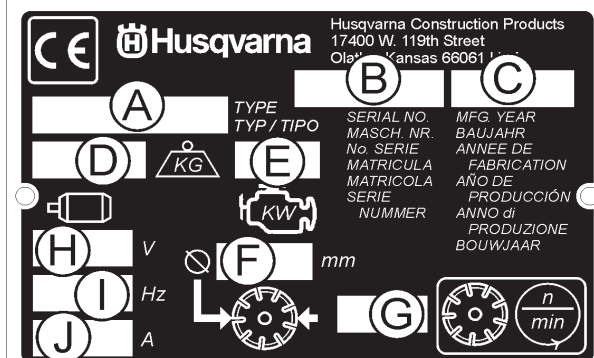 CE
Husqvarna
Husqvarna Construction Products
17400 W. 119th Street
Kansas 66061
A
B
C
TYPE
TYP / TIPO
SERIAL NO.
MASCH. NR.
No. SERIE
MATRICULA
MATRICOLA
SERIE
NUMMER
MFG. YEAR
BAUJAHR
ANNEE DE
FABRICATION
AÑO DE
PRODUCCIÓN
ANNO di
PRODUZIONE
BOUWJAAR
D
KG
E
KW
H
V
F
mm
I
Hz
G
n
min
J
A